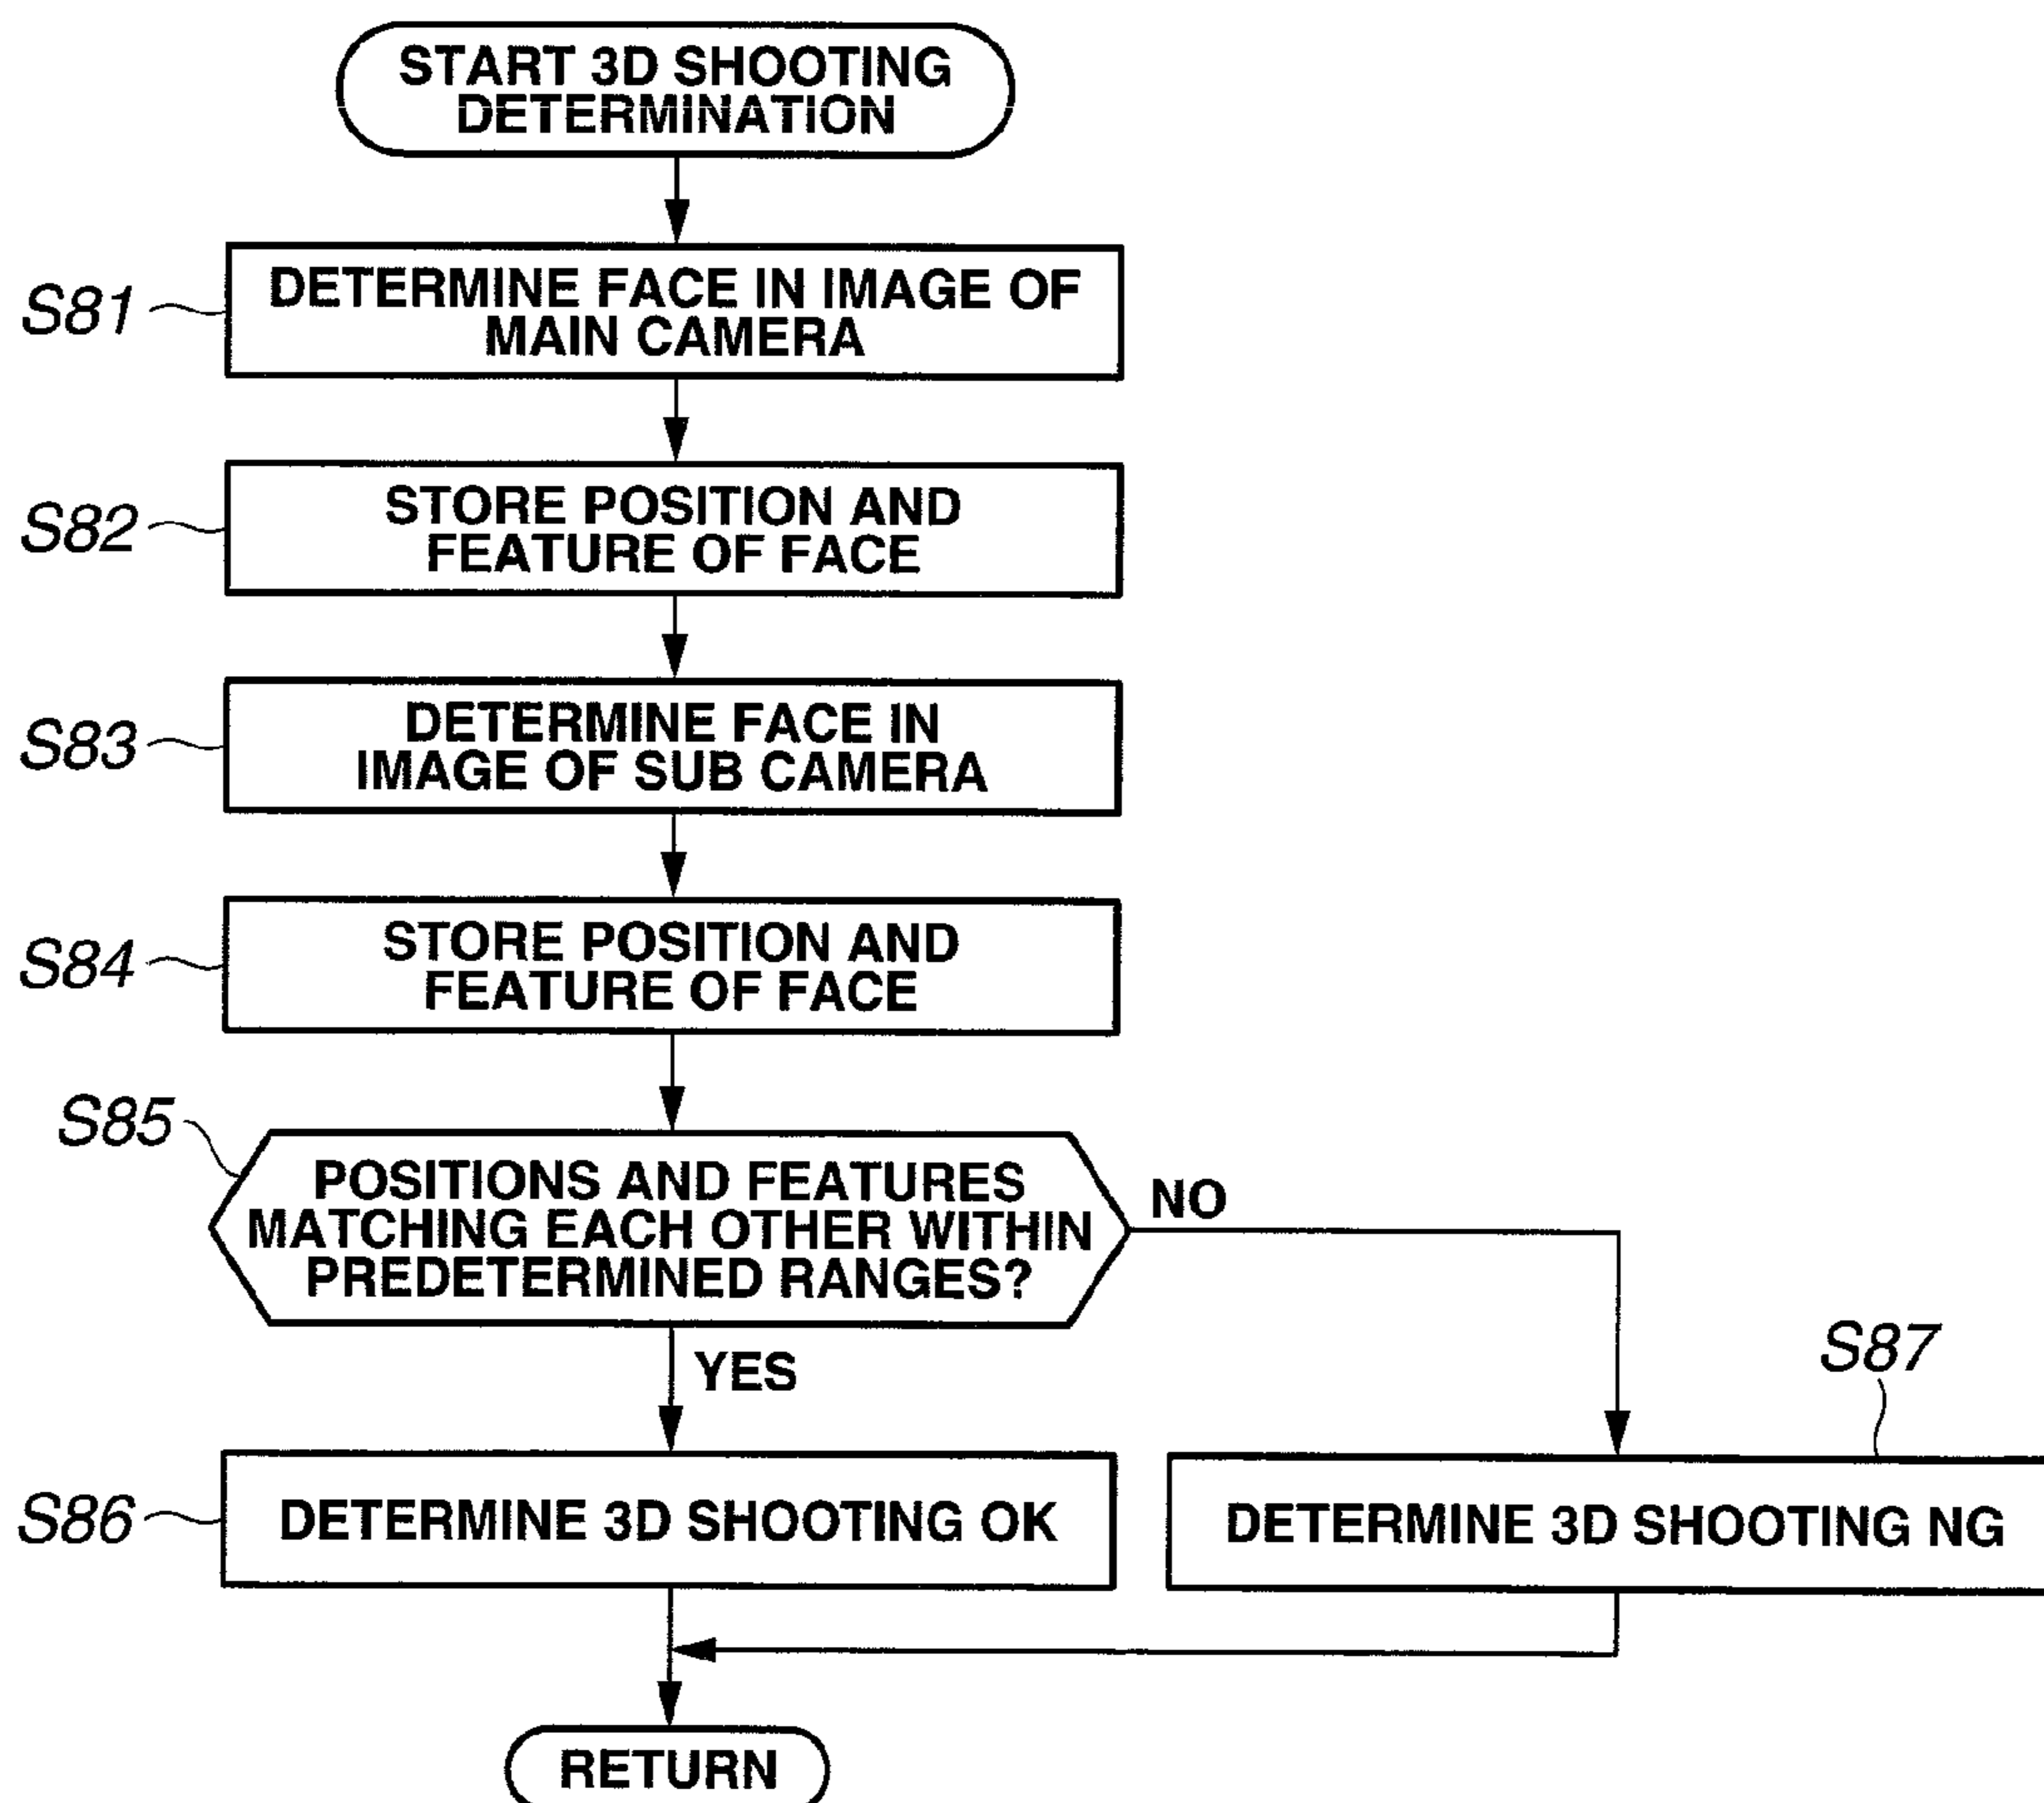 START 3D SHOOTING
DETERMINATION
S81
DETERMINE FACE IN IMAGE OF
MAIN CAMERA
S82
STORE POSITION AND
FEATURE OF FACE
S83
DETERMINE FACE IN
IMAGE OF SUB CAMERA
S84
STORE POSITION AND
FEATURE OF FACE
S85
POSITIONS AND FEATURES
MATCHING EACH OTHER WITHIN
PREDETERMINED RANGES?
NO
YES
S87
S86
DETERMINE 3D SHOOTING OK
DETERMINE 3D SHOOTING NG
RETURN